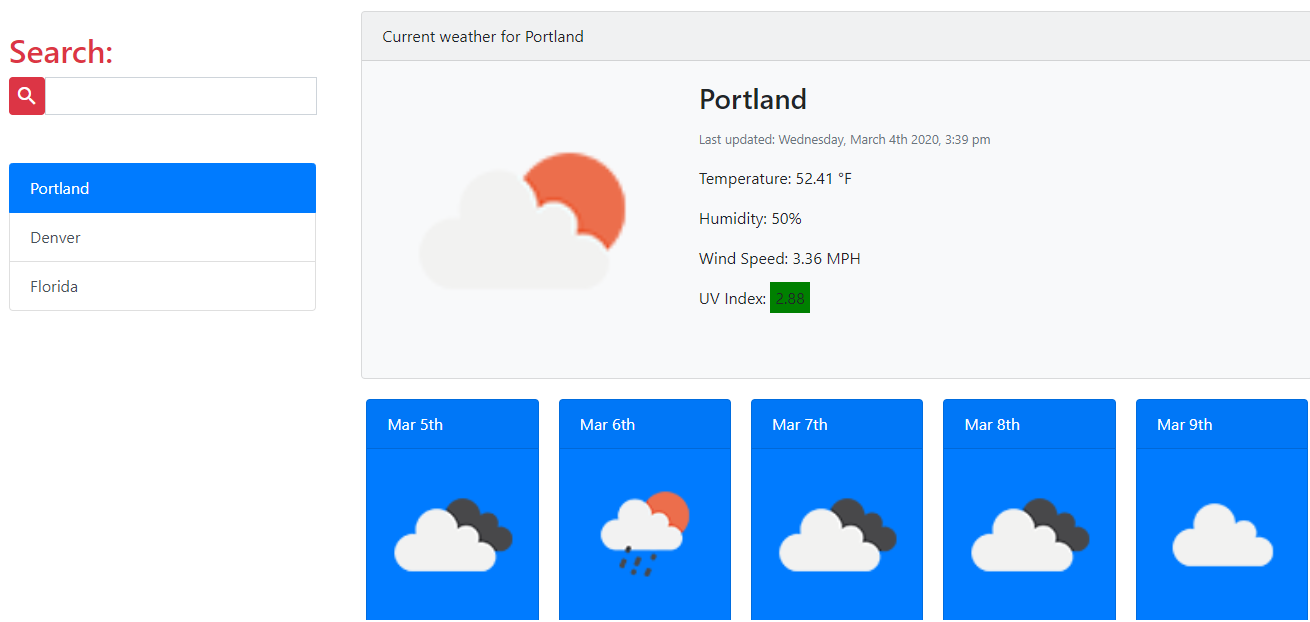 Search:
Portland
Denver
Florida
Current weather for Portland
Portland
Last updated: Wednesday, March 4th 2020, 3:39 pm
Temperature: 52.41 °F
Humidity: 50%
Wind Speed: 3.36 MPH
UV Index: 2.88
Mar 5th
Mar 6th
Mar 7th
Mar 8th
Mar 9th